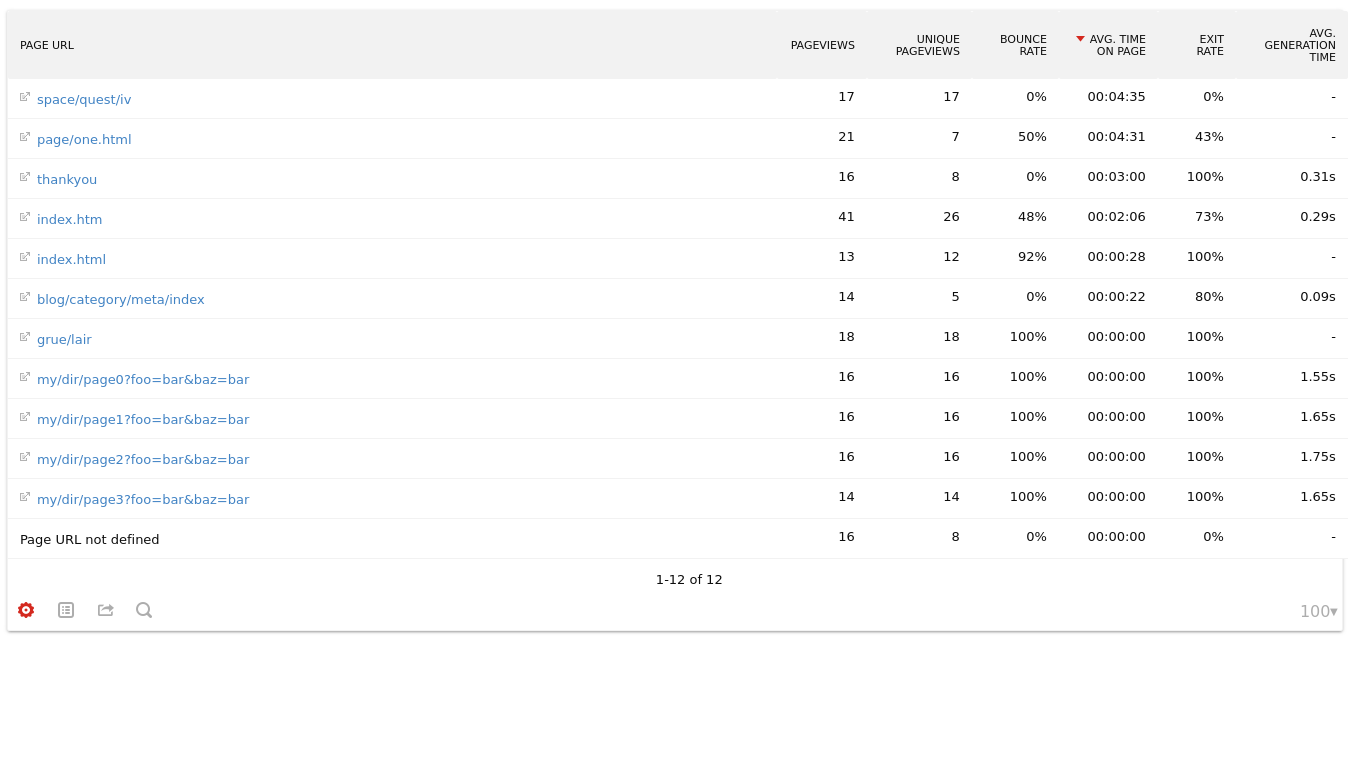 PAGE URL PAGEVIEWS UNIQUE PAGEVIEWS BOUNCE RATE AVG. TIME ON PAGE EXIT RATE AVG. GENERATION TIME
space/quest/iv 17 17 0% 00:04:35 0% -
page/one.html 21 7 50% 00:04:31 43% -
thankyou 16 8 0% 00:03:00 100% 0.31s
index.htm 41 26 48% 00:02:06 73% 0.29s
index.html 13 12 92% 00:00:28 100% -
blog/category/meta/index 14 5 0% 00:00:22 80% 0.09s
grue/lair 18 18 100% 00:00:00 100% -
my/dir/page0?foo=bar&baz=bar 16 16 100% 00:00:00 100% 1.55s
my/dir/page1?foo=bar&baz=bar 16 16 100% 00:00:00 100% 1.65s
my/dir/page2?foo=bar&baz=bar 16 16 100% 00:00:00 100% 1.75s
my/dir/page3?foo=bar&baz=bar 14 14 100% 00:00:00 100% 1.65s
Page URL not defined 16 8 0% 00:00:00 0% -
1-12 of 12
100▾